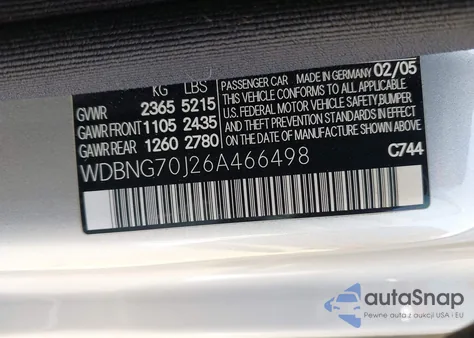 KG LBS
GVWR 2365 5215
GAWR FRONT 1105 2435
GAWR REAR 1260 2780
PASSENGER CAR MADE IN GERMANY 02/05
THIS VEHICLE CONFORMS TO ALL APPLICABLE
U.S. FEDERAL MOTOR VEHICLE SAFETY,BUMPER
AND THEFT PREVENTION STANDARDS IN EFFECT
ON THE DATE OF MANUFACTURE SHOWN ABOVE.
WDBNG70J26A466498
C744
autoSnap
Pewne auta z aukcji USA - EU